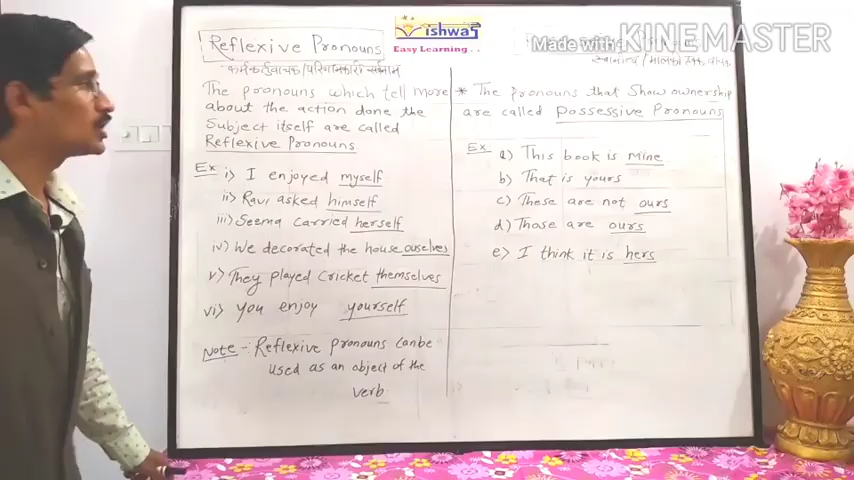 Vishwas
Easy Learning..
Made with KINEMASTER
Reflexive Pronouns
The pronouns which tell more
about the action done the
Subject itself are called
Reflexive Pronouns
Ex i) I enjoyed myself
ii) Ravi asked himself
iii) Seema carried herself
iv) We decorated the house ouselves
v) They played Cricket themselves
vi) you enjoy yourself
Note :- Reflexive pronouns canbe
used as an object of the
verb
* The pronouns that Show ownership
are called Possessive Pronouns
Ex a) This book is mine
b) That is yours
c) These are not ours
d) Those are ours
e) I think it is hers